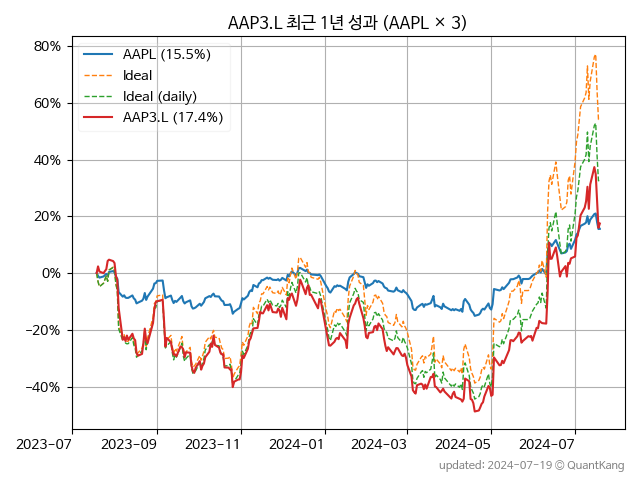 AAP3.L 최근 1년 성과 (AAPL × 3)
AAPL (15.5%)
Ideal
Ideal (daily)
AAP3.L (17.4%)
80%
60%
40%
20%
0%
−20%
−40%
2023-07 2023-09 2023-11 2024-01 2024-03 2024-05 2024-07
updated: 2024-07-19 © QuantKang